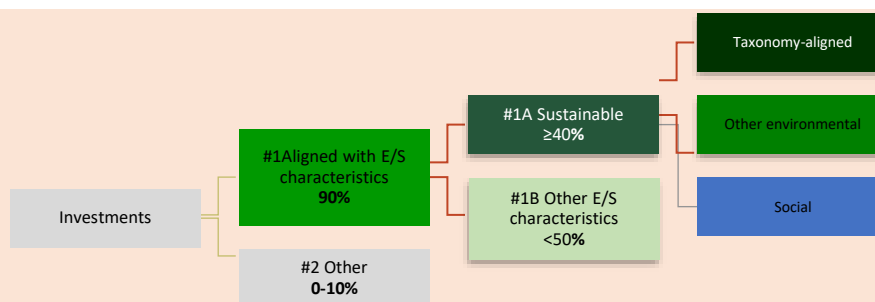 Investments
#1Aligned with E/S
characteristics
90%
#2 Other
0-10%
#1A Sustainable
≥40%
#1B Other E/S
characteristics
<50%
Taxonomy-aligned
Other environmental
Social